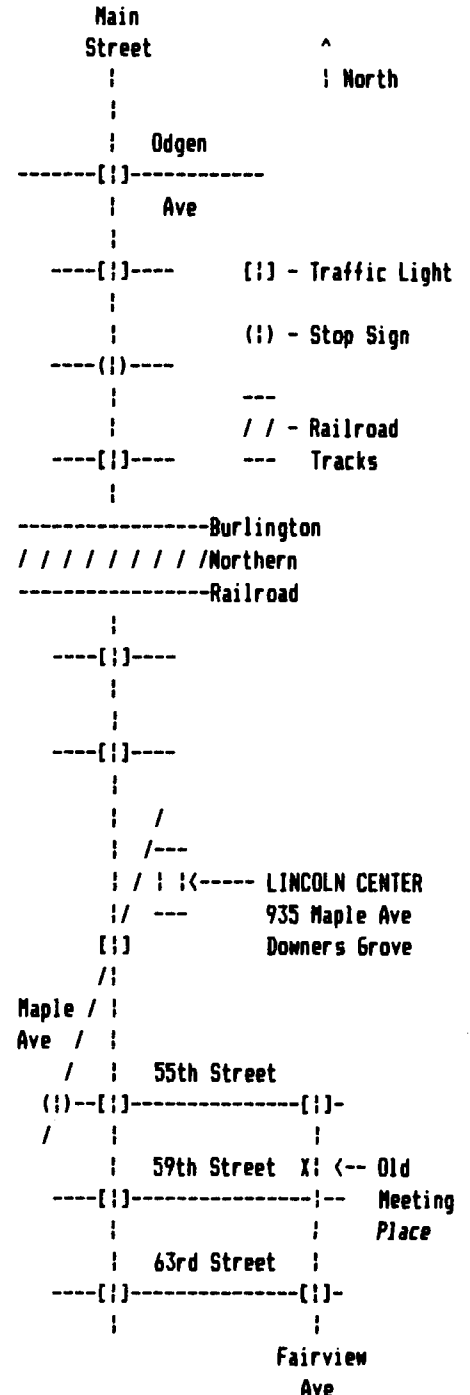 Main
Street ^
¦ ¦ North
¦
¦ Odgen
-------[¦]------------
¦ Ave
¦
----[¦]---- [¦] - Traffic Light
¦
¦ (¦) - Stop Sign
----(¦)----
¦ ---
¦ / / - Railroad
----[¦]---- --- Tracks
¦
----------------Burlington
/ / / / / / / / /Northern
----------------Railroad
¦
----[¦]----
¦
¦
----[¦]----
¦
¦ /
¦ /---
¦ / ¦ ¦<----- LINCOLN CENTER
¦/ --- 935 Maple Ave
[¦] Downers Grove
/¦
Maple / ¦
Ave / ¦
/ ¦ 55th Street
(¦)--[¦]---------------[¦]-
/ ¦ ¦
¦ 59th Street X¦ <-- Old
----[¦]----------------¦-- Meeting
¦ ¦ Place
¦ 63rd Street ¦
----[¦]---------------[¦]-
¦ ¦
Fairview
Ave